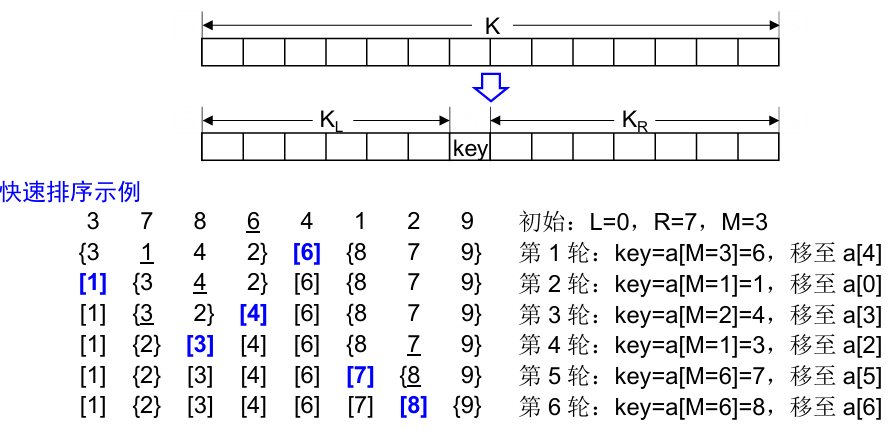 K
K_L K_R
key
快速排序示例
3 7 8 6 4 1 2 9 初始：L=0，R=7，M=3
{3 1 4 2} [6] {8 7 9} 第 1 轮：key=a[M=3]=6，移至 a[4]
[1] {3 4 2} [6] {8 7 9} 第 2 轮：key=a[M=1]=1，移至 a[0]
[1] {3 2} [4] [6] {8 7 9} 第 3 轮：key=a[M=2]=4，移至 a[3]
[1] {2} [3] [4] [6] {8 7 9} 第 4 轮：key=a[M=1]=3，移至 a[2]
[1] {2} [3] [4] [6] [7] {8 9} 第 5 轮：key=a[M=6]=7，移至 a[5]
[1] {2} [3] [4] [6] [7] [8] {9} 第 6 轮：key=a[M=6]=8，移至 a[6]